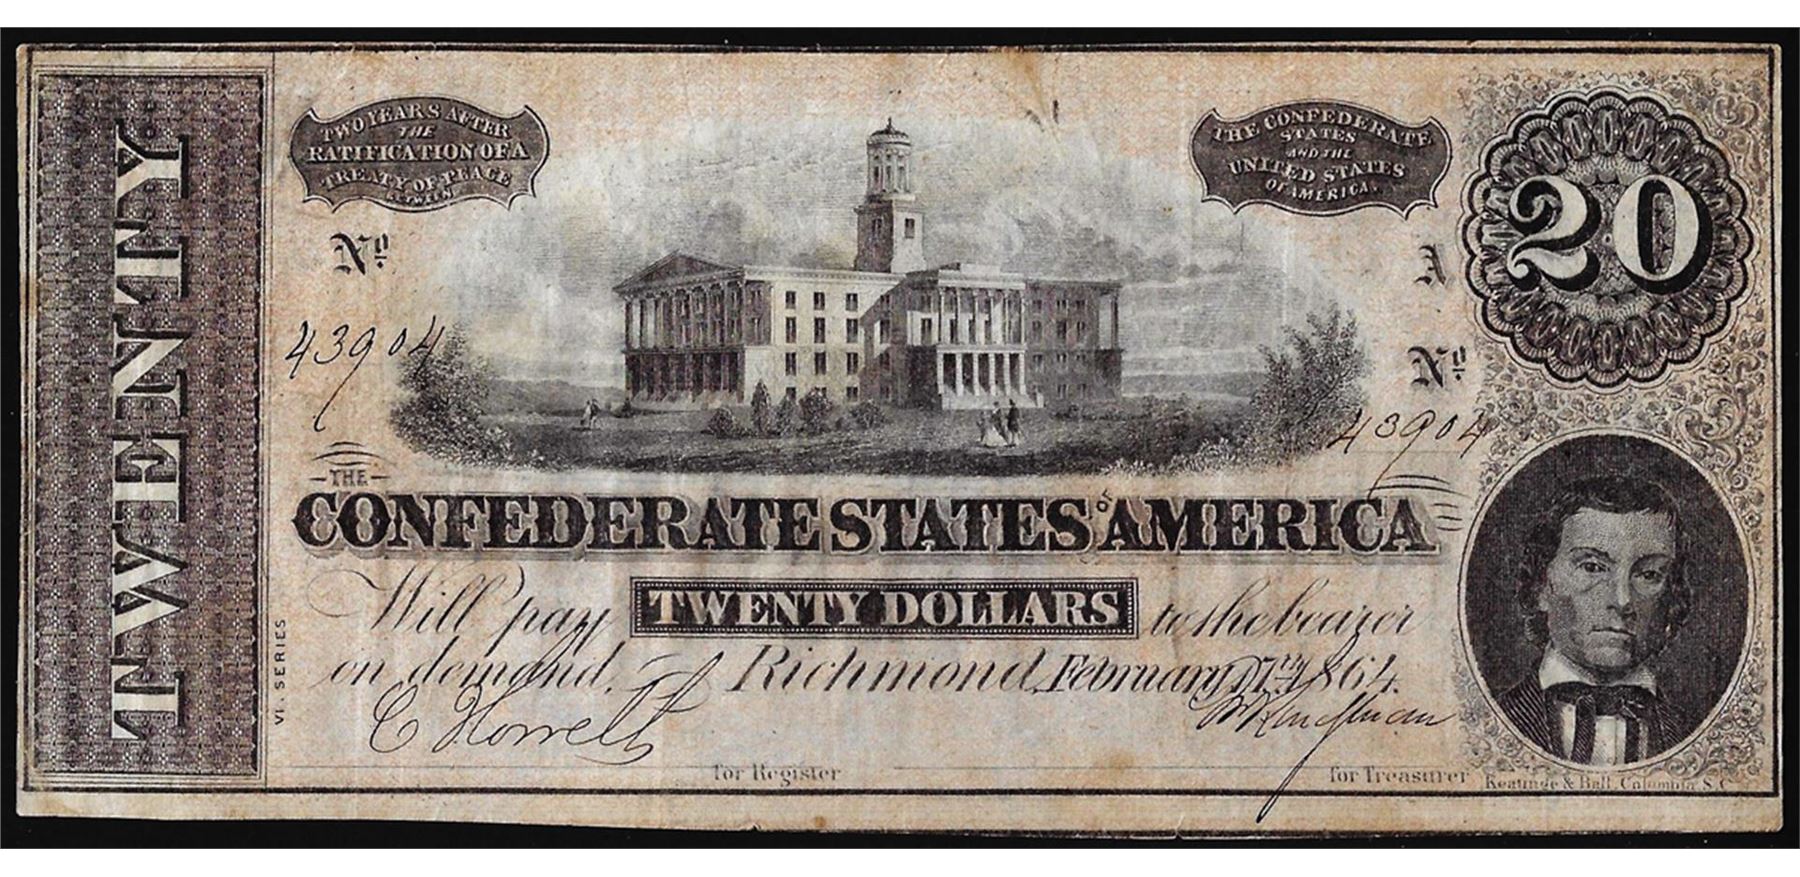 TWENTY
TWO YEARS AFTER
THE
RATIFICATION OF A
TREATY OF PEACE
BETWEEN
THE CONFEDERATE
STATES
AND THE
UNITED STATES
OF AMERICA.
20
No.
A
43904
No.
43904
THE
CONFEDERATE STATES OF AMERICA
Will pay TWENTY DOLLARS to the bearer
on demand. Richmond, February 17th 1864.
VI. SERIES
C Howell
for Register
for Treasurer
Keatinge & Ball, Columbia, S.C.